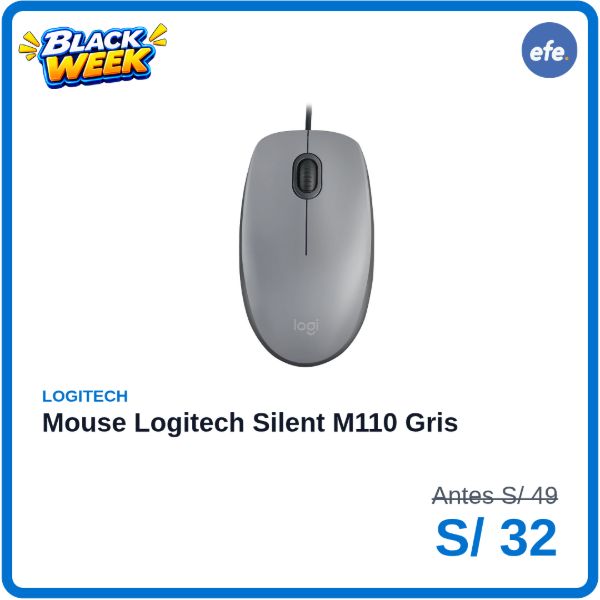 BLACK
WEEK
efe.
logi
LOGITECH
Mouse Logitech Silent M110 Gris
Antes S/ 49
S/ 32